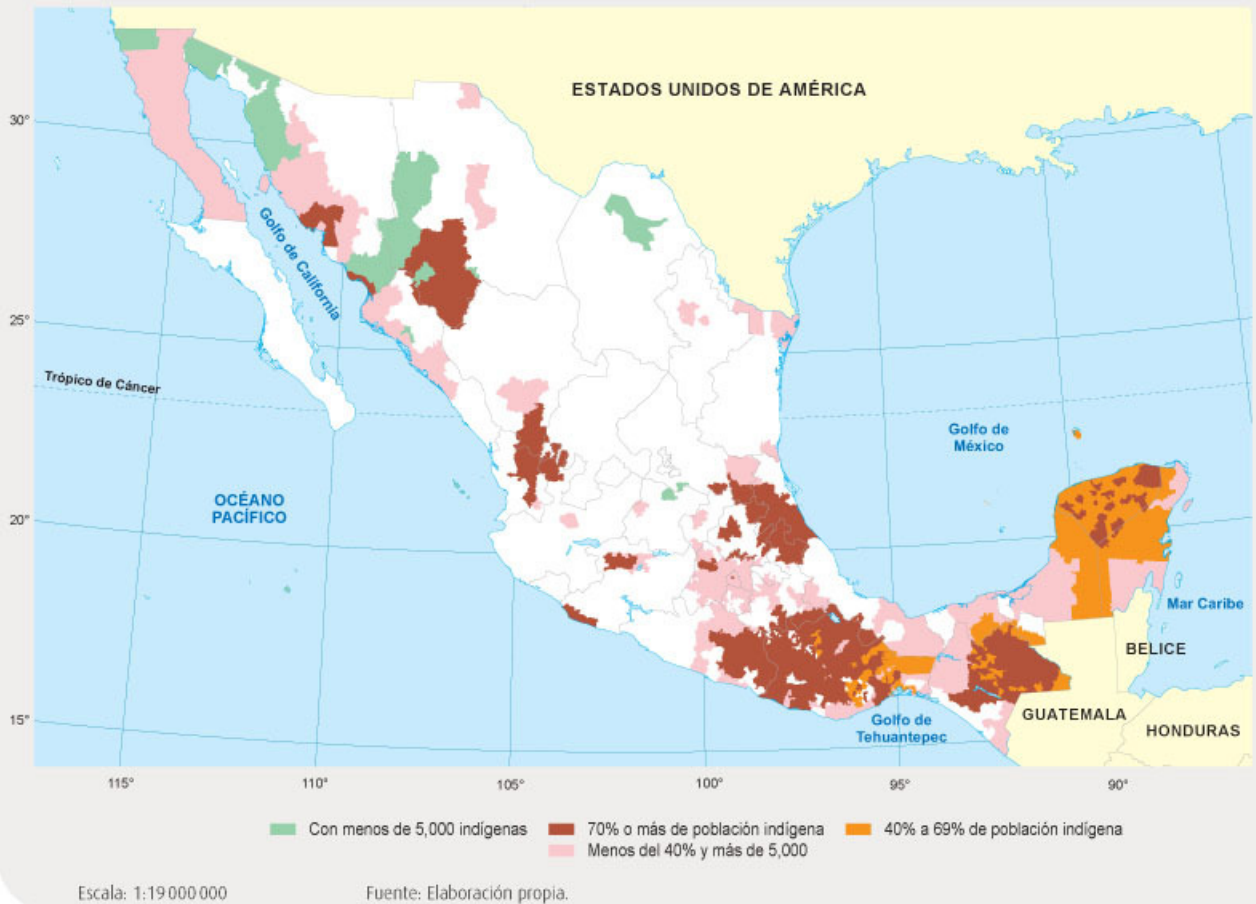 ESTADOS UNIDOS DE AMÉRICA
30°
Golfo de California
25°
Trópico de Cáncer
Golfo de
México
OCÉANO
PACÍFICO
20°
Mar Caribe
BELICE
15°
GUATEMALA
Golfo de
Tehuantepec
HONDURAS
115°
110°
105°
100°
95°
90°
Con menos de 5,000 indígenas
70% o más de población indígena
40% a 69% de población indígena
Menos del 40% y más de 5,000
Escala: 1:19 000 000
Fuente: Elaboración propia.